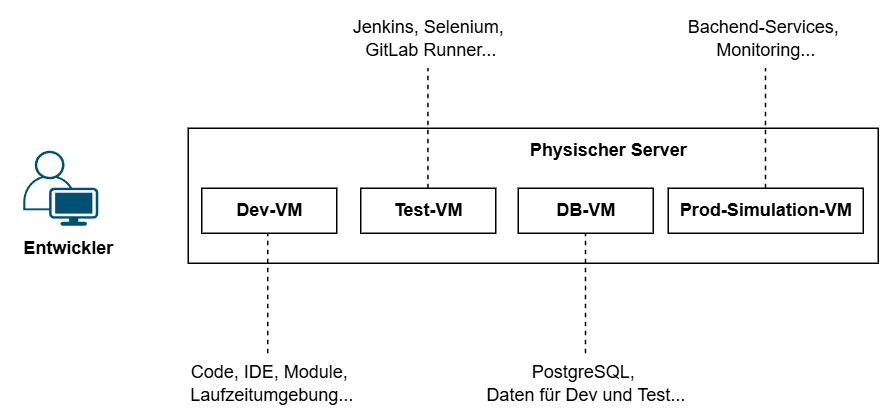 Jenkins, Selenium,
GitLab Runner...
Bachend-Services,
Monitoring...
Physischer Server
Dev-VM
Test-VM
DB-VM
Prod-Simulation-VM
Entwickler
Code, IDE, Module,
Laufzeitumgebung...
PostgreSQL,
Daten für Dev und Test...